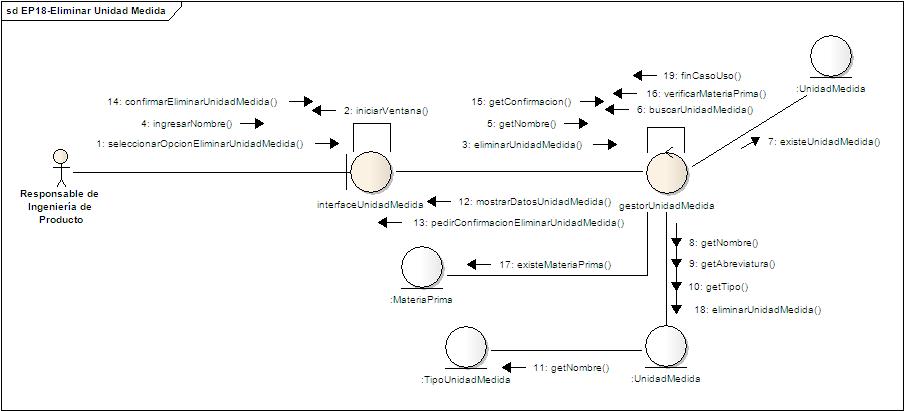 sd EP18-Eliminar Unidad Medida
:UnidadMedida
19: finCasoUso()
14: confirmarEliminarUnidadMedida()
15: getConfirmacion()
16: verificarMateriaPrima()
2: iniciarVentana()
6: buscarUnidadMedida()
4: ingresarNombre()
5: getNombre()
1: seleccionarOpcionEliminarUnidadMedida()
3: eliminarUnidadMedida()
7: existeUnidadMedida()
Responsable de
Ingeniería de
Producto
interfaceUnidadMedida
12: mostrarDatosUnidadMedida()
gestorUnidadMedida
13: pedirConfirmacionEliminarUnidadMedida()
8: getNombre()
17: existeMateriaPrima()
9: getAbreviatura()
10: getTipo()
:MateriaPrima
18: eliminarUnidadMedida()
11: getNombre()
:TipoUnidadMedida
:UnidadMedida